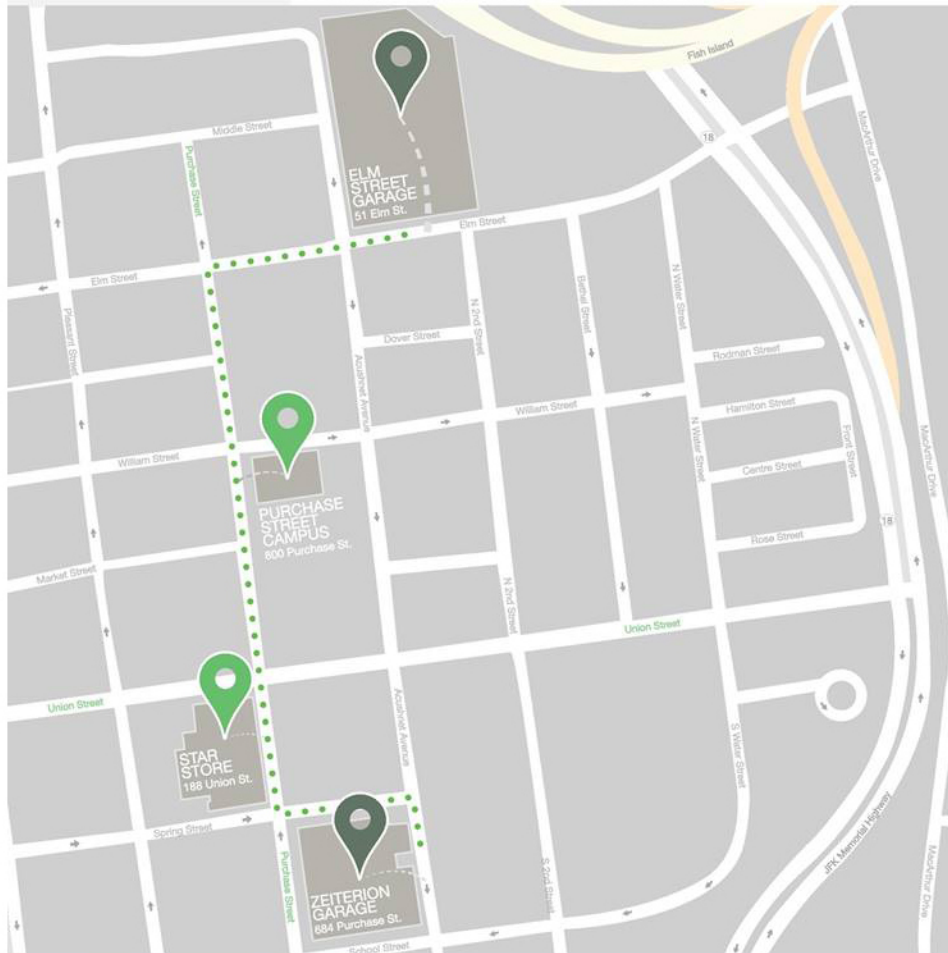 Fish Island
18
MacArthur Drive
Middle Street
Purchase Street
ELM
STREET
GARAGE
51 Elm St.
Elm Street
Elm Street
Pleasant Street
N Water Street
Bethel Street
N 2nd Street
Dover Street
Acushnet Avenue
Rodman Street
Hamilton Street
William Street
N Water Street
Front Street
MacArthur Drive
William Street
Centre Street
PURCHASE
STREET
CAMPUS
800 Purchase St.
18
Rose Street
Market Street
N 2nd Street
Union Street
Union Street
Acushnet Avenue
STAR
STORE
188 Union St.
S Water Street
Spring Street
JFK Memorial Highway
MacArthur Drive
Purchase Street
S 2nd Street
ZEITERION
GARAGE
684 Purchase St.
School Street